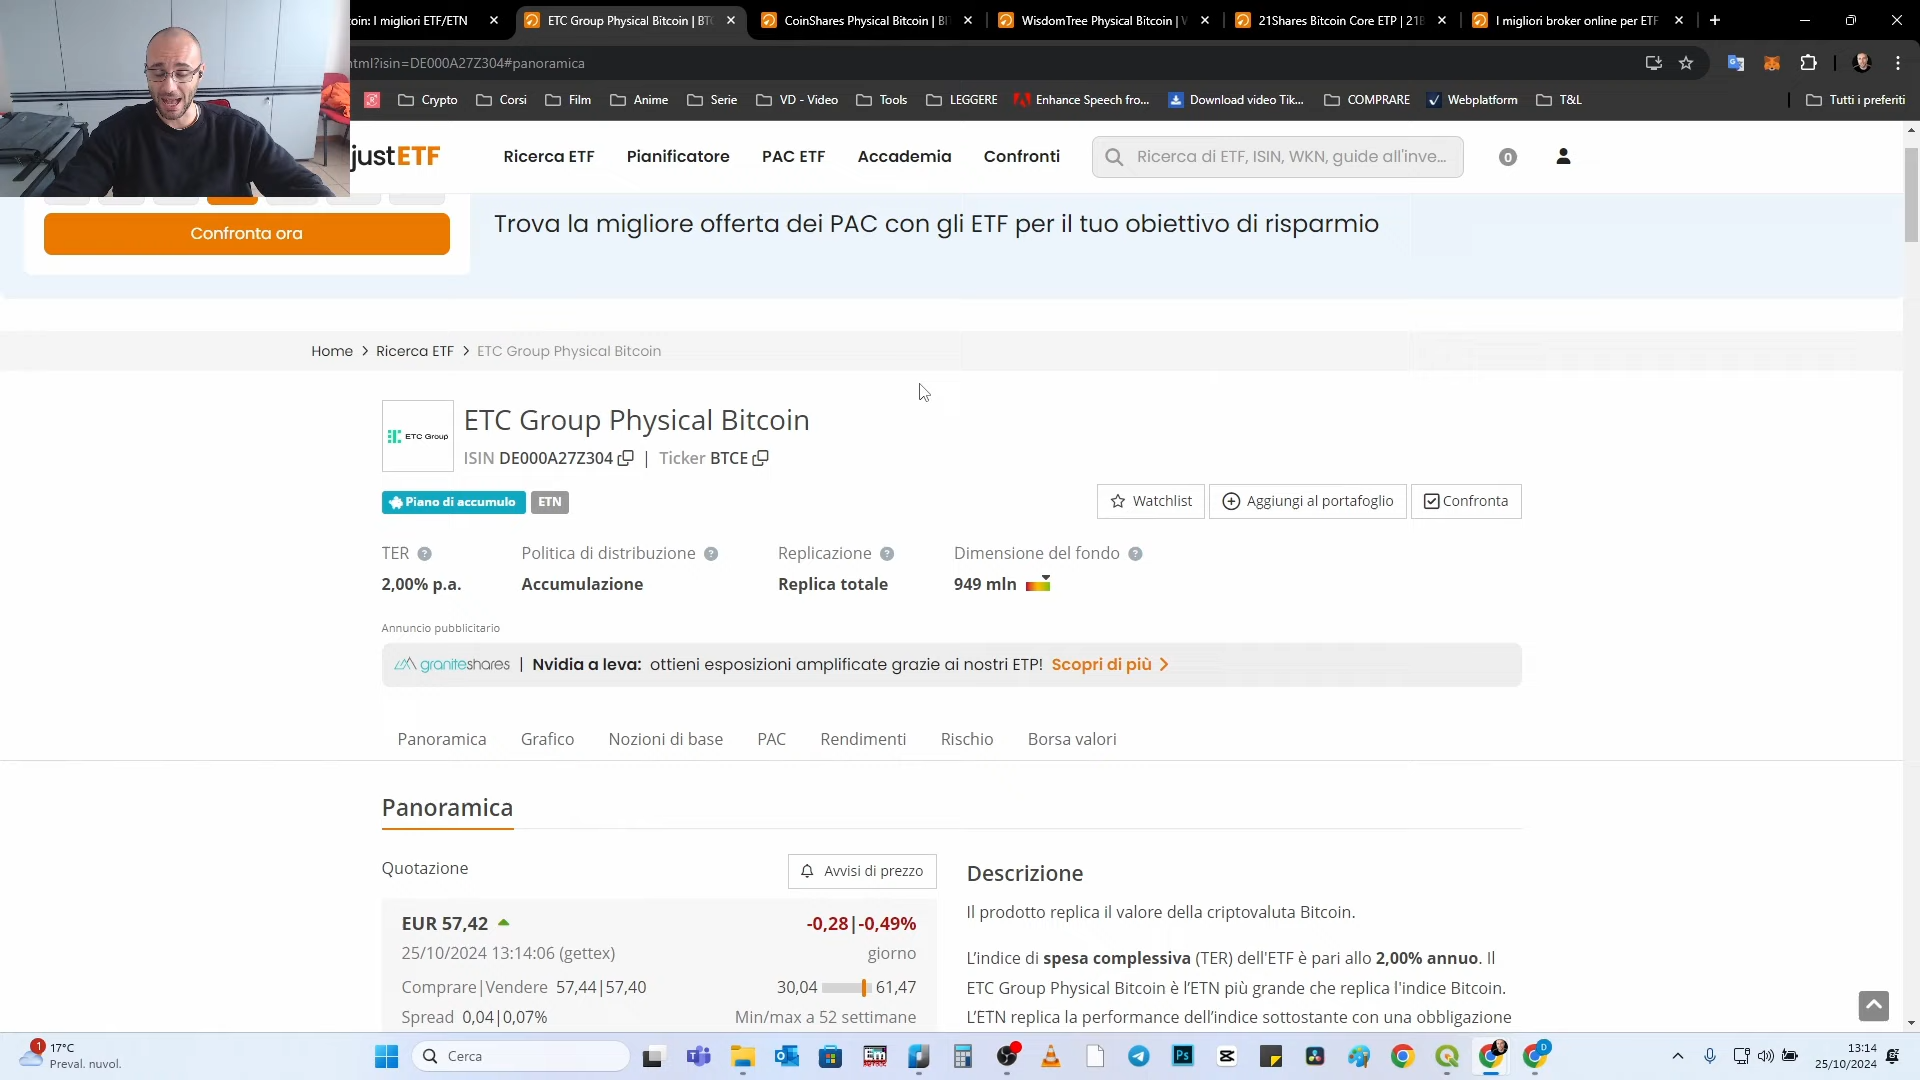 coin: I migliori ETF/ETN
ETC Group Physical Bitcoin | BTC
CoinShares Physical Bitcoin | BI
WisdomTree Physical Bitcoin | W
21Shares Bitcoin Core ETP | 21B
I migliori broker online per ETF
html?isin=DE000A27Z304#panoramica
Crypto
Corsi
Film
Anime
Serie
VD - Video
Tools
LEGGERE
Enhance Speech fro...
Download video Tik...
COMPRARE
Webplatform
T&L
Tutti i preferiti
justETF
Ricerca ETF
Pianificatore
PAC ETF
Accademia
Confronti
Ricerca di ETF, ISIN, WKN, guide all'inve...
0
Confronta ora
Trova la migliore offerta dei PAC con gli ETF per il tuo obiettivo di risparmio
Home > Ricerca ETF > ETC Group Physical Bitcoin
ETC Group
ETC Group Physical Bitcoin
ISIN DE000A27Z304 | Ticker BTCE
Piano di accumulo
ETN
Watchlist
Aggiungi al portafoglio
Confronta
TER ?
Politica di distribuzione ?
Replicazione ?
Dimensione del fondo ?
2,00% p.a.
Accumulazione
Replica totale
949 mln
Annuncio pubblicitario
graniteshares | Nvidia a leva: ottieni esposizioni amplificate grazie ai nostri ETP! Scopri di più >
Panoramica
Grafico
Nozioni di base
PAC
Rendimenti
Rischio
Borsa valori
Panoramica
Quotazione
Avvisi di prezzo
EUR 57,42
-0,28|-0,49%
25/10/2024 13:14:06 (gettex)
giorno
Comprare|Vendere 57,44|57,40
30,04
61,47
Spread 0,04|0,07%
Min/max a 52 settimane
Descrizione
Il prodotto replica il valore della criptovaluta Bitcoin.
L'indice di spesa complessiva (TER) dell'ETF è pari allo 2,00% annuo. Il
ETC Group Physical Bitcoin è l'ETN più grande che replica l'indice Bitcoin.
L'ETN replica la performance dell'indice sottostante con una obbligazione
1
17°C
Preval. nuvol.
Cerca
Em
Ps
D
13:14
25/10/2024